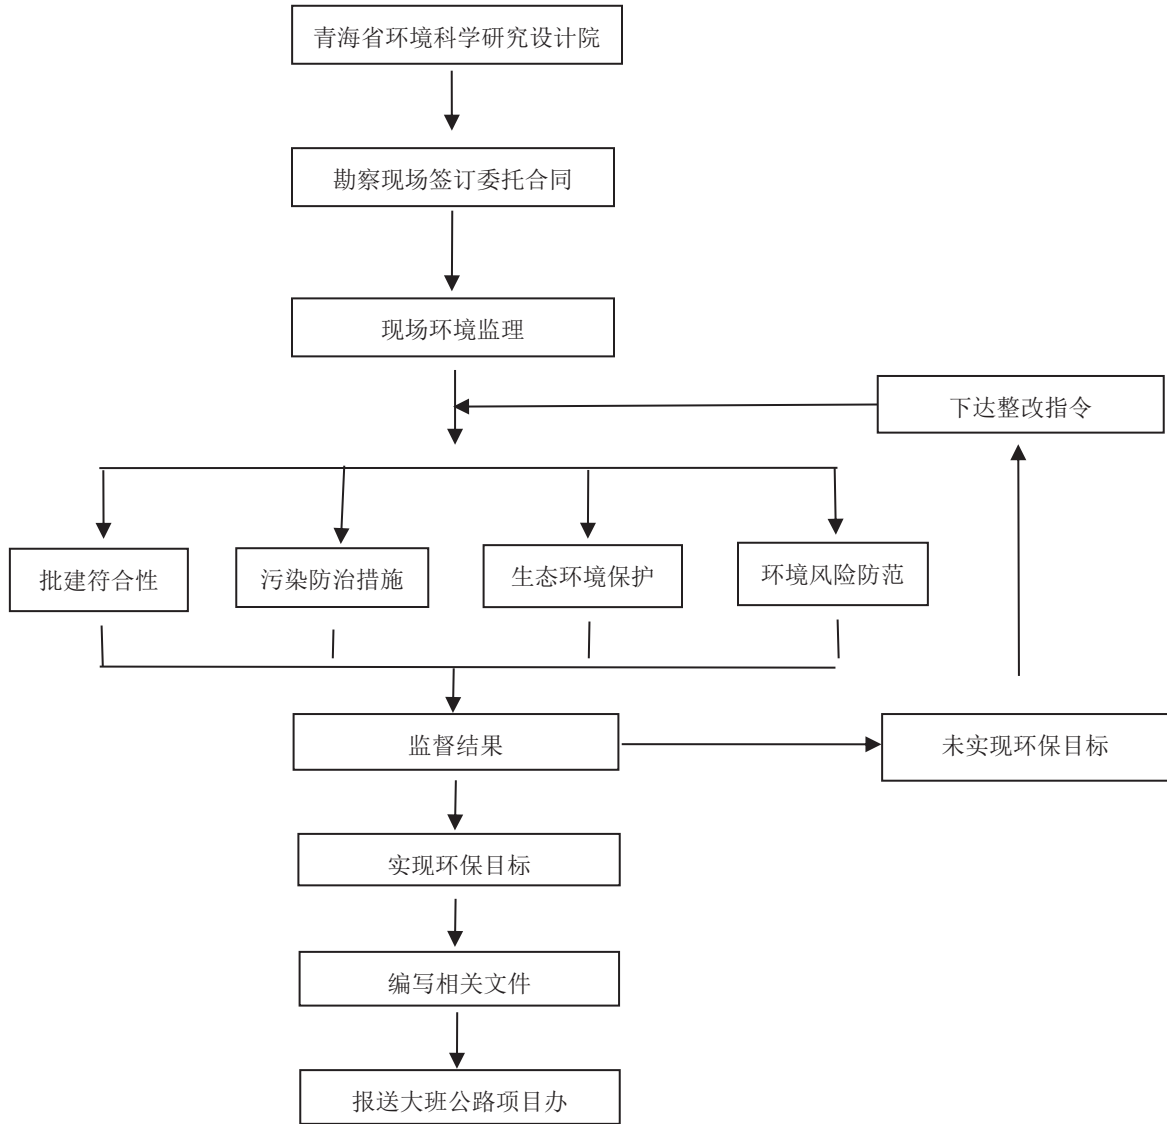 青海省环境科学研究设计院
勘察现场签订委托合同
现场环境监理
下达整改指令
批建符合性
污染防治措施
生态环境保护
环境风险防范
监督结果
未实现环保目标
实现环保目标
编写相关文件
报送大班公路项目办